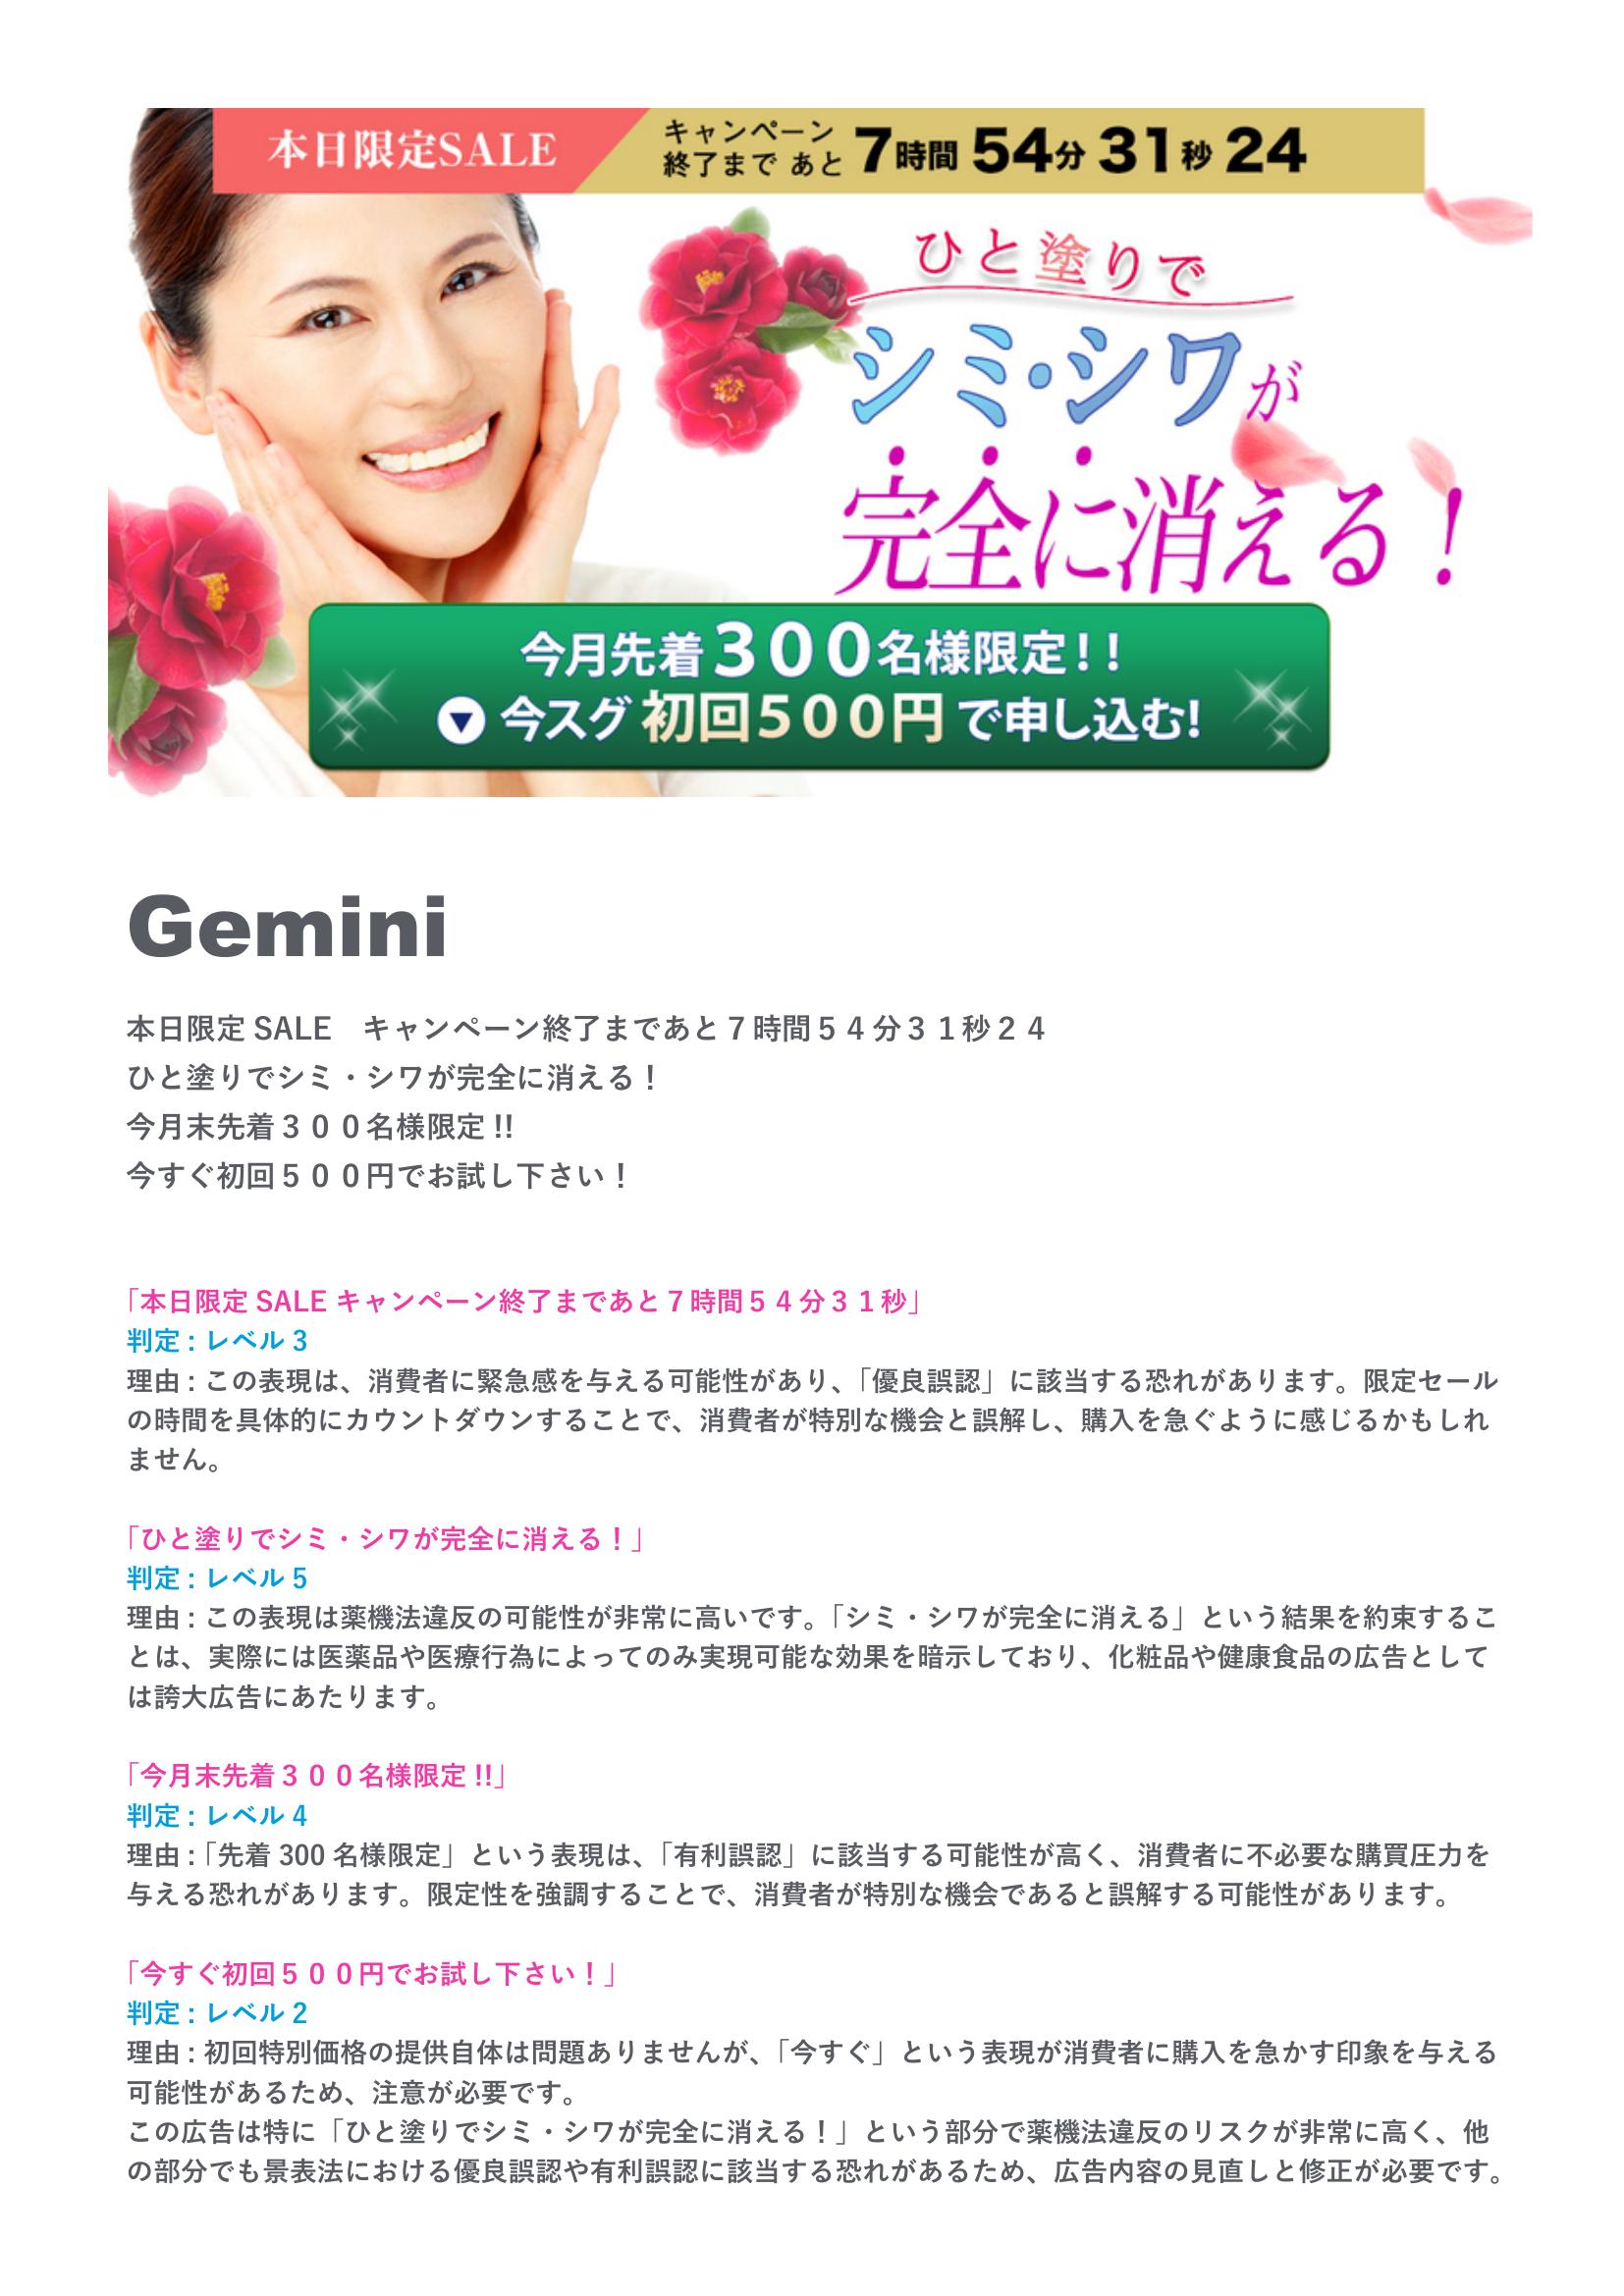 本日限定SALE
キャンペーン
終了まで あと 7時間 54分 31秒 24
ひと塗りで
シミ・シワが
完全に消える！
今月先着３００名様限定！！
今スグ 初回５００円 で申し込む！
Gemini
本日限定 SALE　キャンペーン終了まであと７時間５４分３１秒２４
ひと塗りでシミ・シワが完全に消える！
今月末先着３００名様限定 !!
今すぐ初回５００円でお試し下さい！
「本日限定 SALE キャンペーン終了まであと７時間５４分３１秒」
判定 : レベル 3
理由 : この表現は、消費者に緊急感を与える可能性があり、「優良誤認」に該当する恐れがあります。限定セール
の時間を具体的にカウントダウンすることで、消費者が特別な機会と誤解し、購入を急ぐように感じるかもしれ
ません。
「ひと塗りでシミ・シワが完全に消える！」
判定 : レベル 5
理由 : この表現は薬機法違反の可能性が非常に高いです。「シミ・シワが完全に消える」という結果を約束するこ
とは、実際には医薬品や医療行為によってのみ実現可能な効果を暗示しており、化粧品や健康食品の広告として
は誇大広告にあたります。
「今月末先着３００名様限定 !!」
判定 : レベル 4
理由 :「先着 300 名様限定」という表現は、「有利誤認」に該当する可能性が高く、消費者に不必要な購買圧力を
与える恐れがあります。限定性を強調することで、消費者が特別な機会であると誤解する可能性があります。
「今すぐ初回５００円でお試し下さい！」
判定 : レベル 2
理由 : 初回特別価格の提供自体は問題ありませんが、「今すぐ」という表現が消費者に購入を急かす印象を与える
可能性があるため、注意が必要です。
この広告は特に「ひと塗りでシミ・シワが完全に消える！」という部分で薬機法違反のリスクが非常に高く、他
の部分でも景表法における優良誤認や有利誤認に該当する恐れがあるため、広告内容の見直しと修正が必要です。